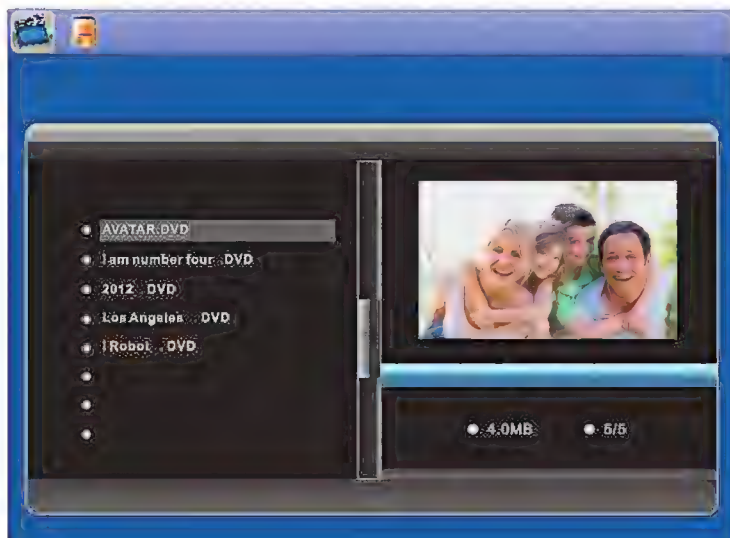 AVATAR.DVD
I am number four .DVD
2012 .DVD
Los Angeles .DVD
I Robot .DVD
4.0MB 5/5